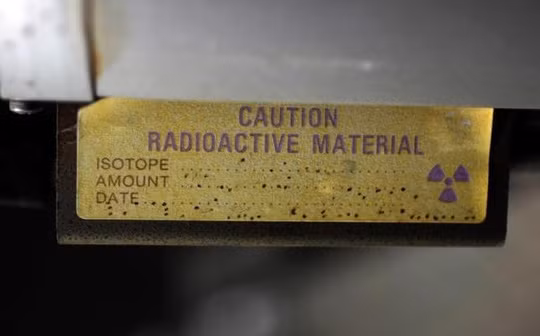 CAUTION
RADIOACTIVE MATERIAL
ISOTOPE
AMOUNT
DATE